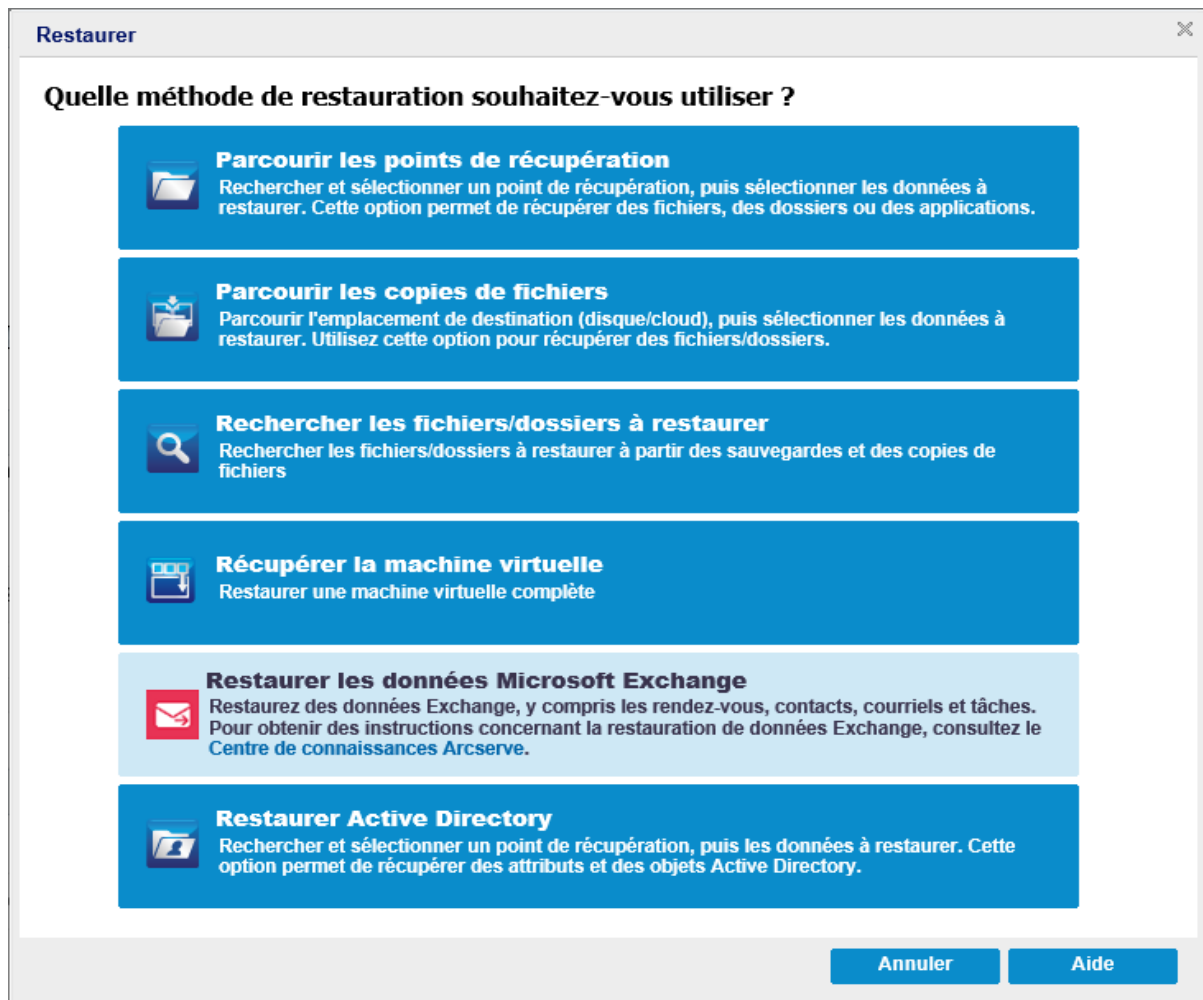 Restaurer
Quelle méthode de restauration souhaitez-vous utiliser ?
Parcourir les points de récupération
Rechercher et sélectionner un point de récupération, puis sélectionner les données à
restaurer. Cette option permet de récupérer des fichiers, des dossiers ou des applications.
Parcourir les copies de fichiers
Parcourir l'emplacement de destination (disque/cloud), puis sélectionner les données à
restaurer. Utilisez cette option pour récupérer des fichiers/dossiers.
Rechercher les fichiers/dossiers à restaurer
Rechercher les fichiers/dossiers à restaurer à partir des sauvegardes et des copies de
fichiers
Récupérer la machine virtuelle
Restaurer une machine virtuelle complète
Restaurer les données Microsoft Exchange
Restaurez des données Exchange, y compris les rendez-vous, contacts, courriels et tâches.
Pour obtenir des instructions concernant la restauration de données Exchange, consultez le
Centre de connaissances Arcserve.
Restaurer Active Directory
Rechercher et sélectionner un point de récupération, puis les données à restaurer. Cette
option permet de récupérer des attributs et des objets Active Directory.
Annuler
Aide